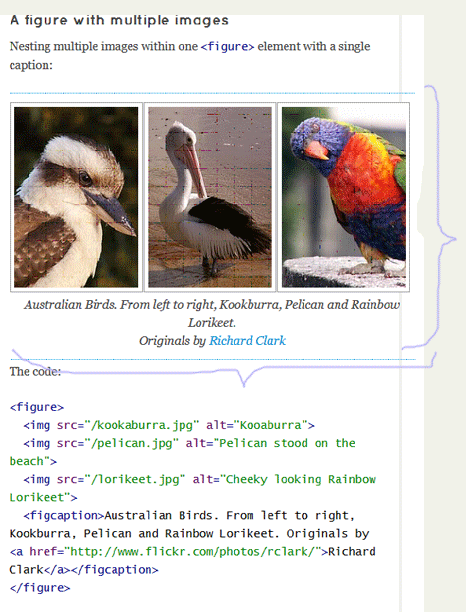 A figure with multiple images
Nesting multiple images within one <figure> element with a single
caption:
Australian Birds. From left to right, Kookburra, Pelican and Rainbow
Lorikeet.
Originals by Richard Clark
The code:
<figure>
<img src="/kookaburra.jpg" alt="Kooaburra">
<img src="/pelican.jpg" alt="Pelican stood on the
beach">
<img src="/lorikeet.jpg" alt="Cheeky looking Rainbow
Lorikeet">
<figcaption>Australian Birds. From left to right,
Kookburra, Pelican and Rainbow Lorikeet. Originals by
<a href="http://www.flickr.com/photos/rclark/">Richard
Clark</a></figcaption>
</figure>